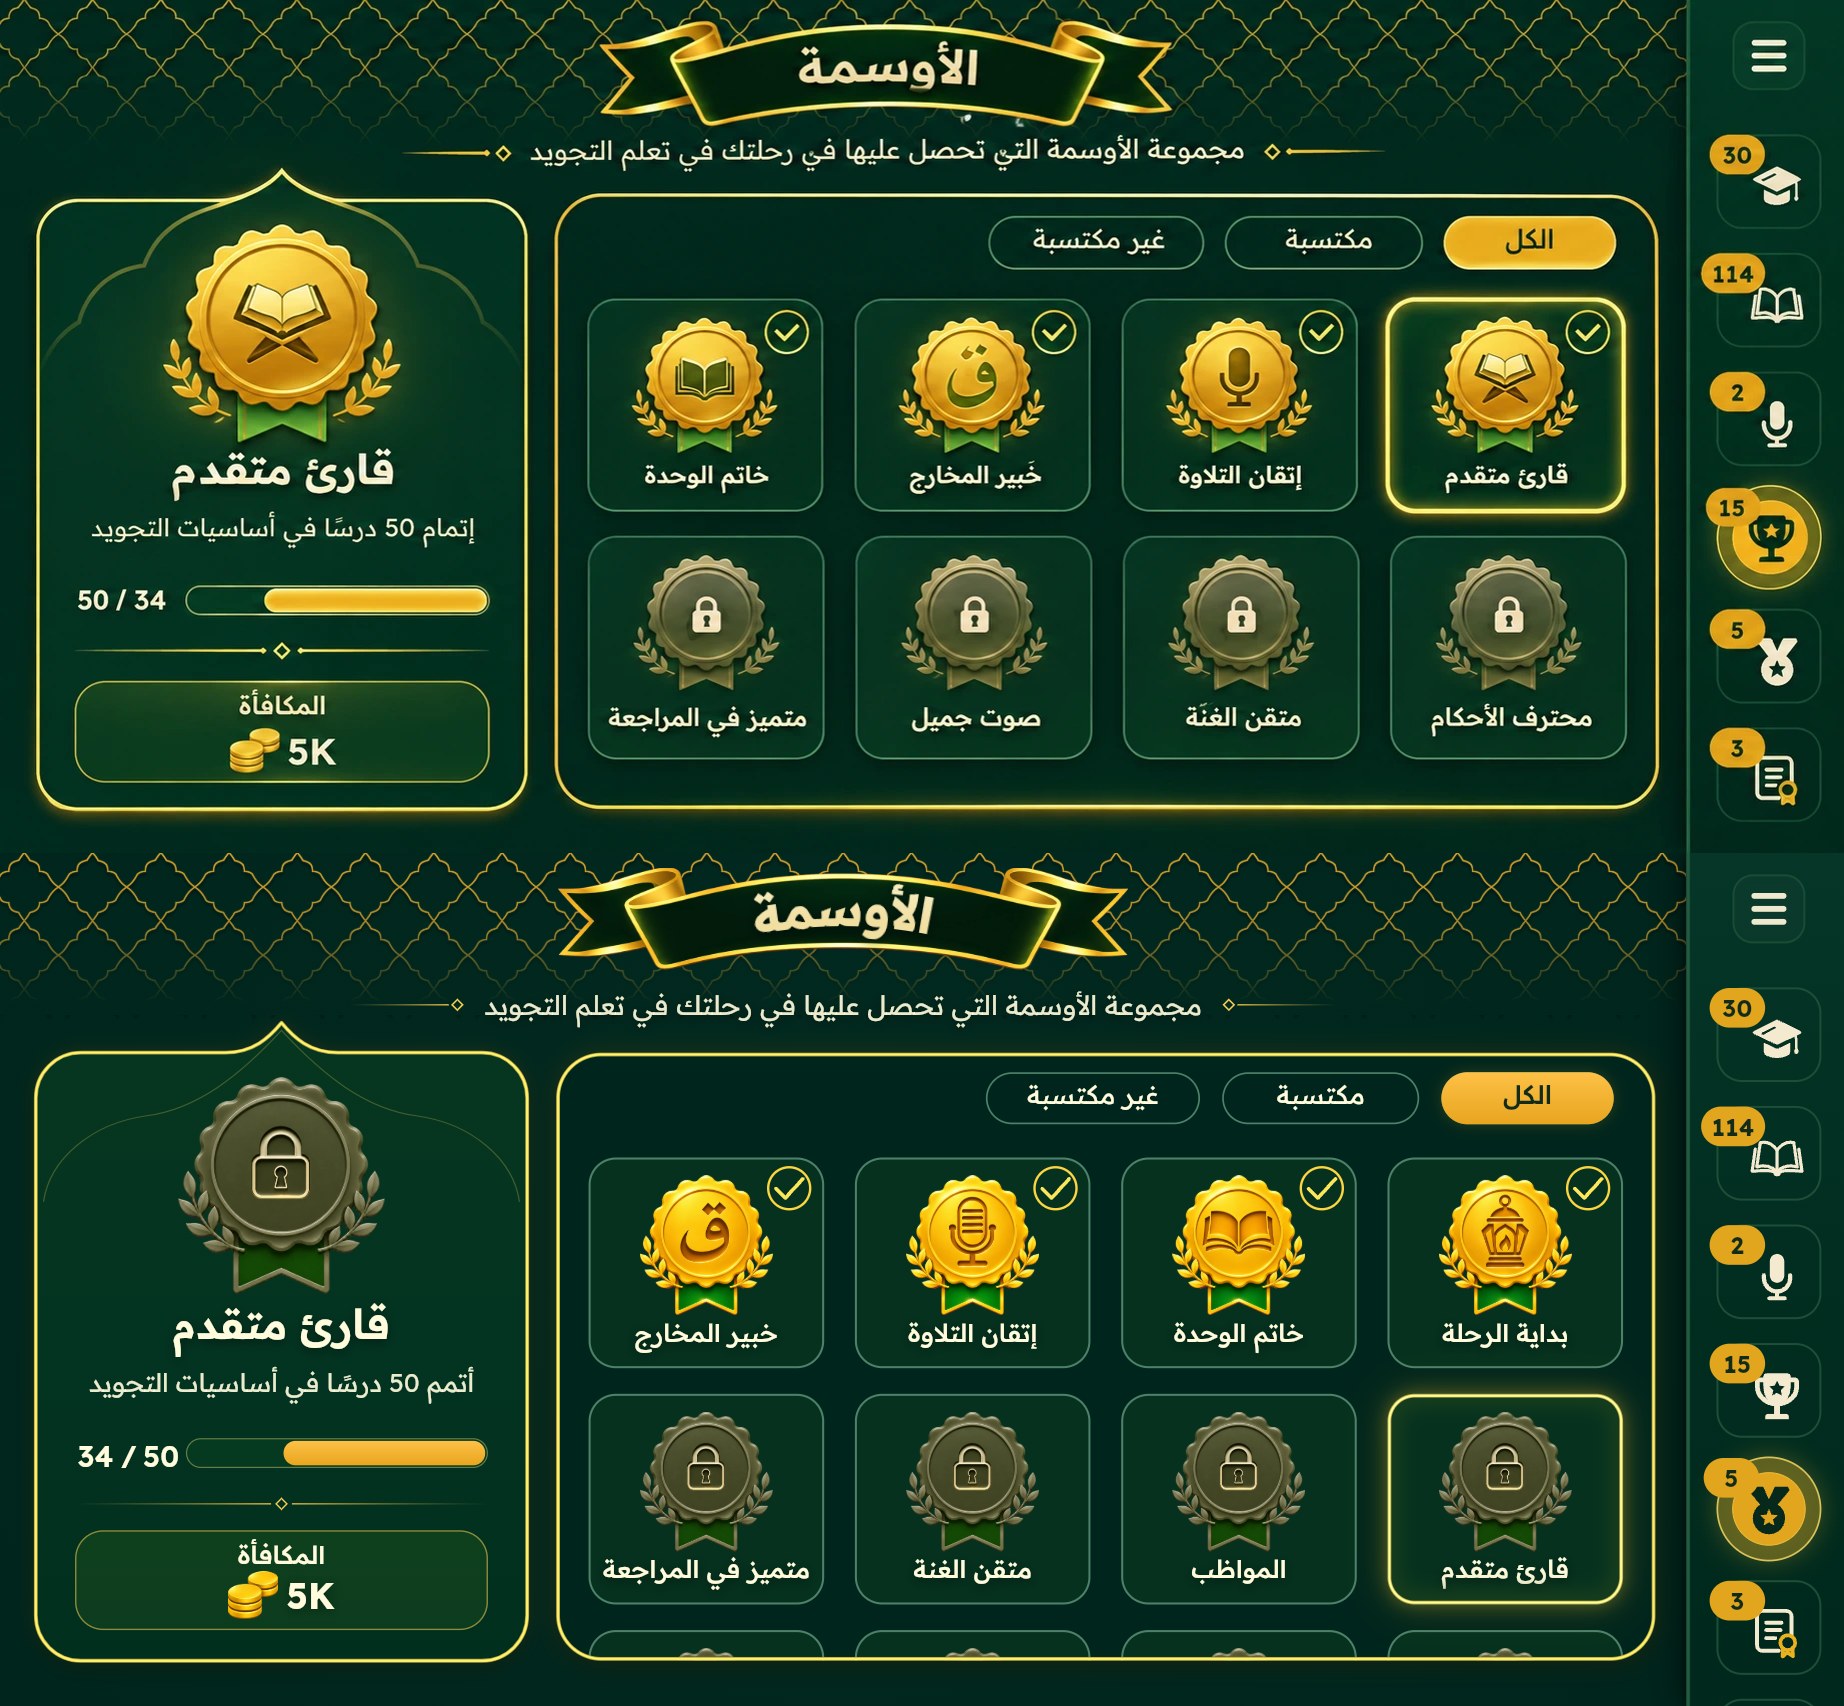 الأوسمة
مجموعة الأوسمة التي تحصل عليها في رحلتك في تعلم التجويد
30
114
2
15
5
3
الكل
مكتسبة
غير مكتسبة
قارئ متقدم
إتقان التلاوة
خَبير المخارج
خاتم الوحدة
محترف الأحكام
متقن الغنّة
صوت جميل
متميز في المراجعة
قارئ متقدم
إتمام 50 درسًا في أساسيات التجويد
50 / 34
المكافأة
5K
الأوسمة
مجموعة الأوسمة التي تحصل عليها في رحلتك في تعلم التجويد
30
114
2
15
5
3
الكل
مكتسبة
غير مكتسبة
بداية الرحلة
خاتم الوحدة
إتقان التلاوة
ق
خبير المخارج
قارئ متقدم
المواظب
متقن الغنة
متميز في المراجعة
قارئ متقدم
أتمم 50 درسًا في أساسيات التجويد
34 / 50
المكافأة
5K